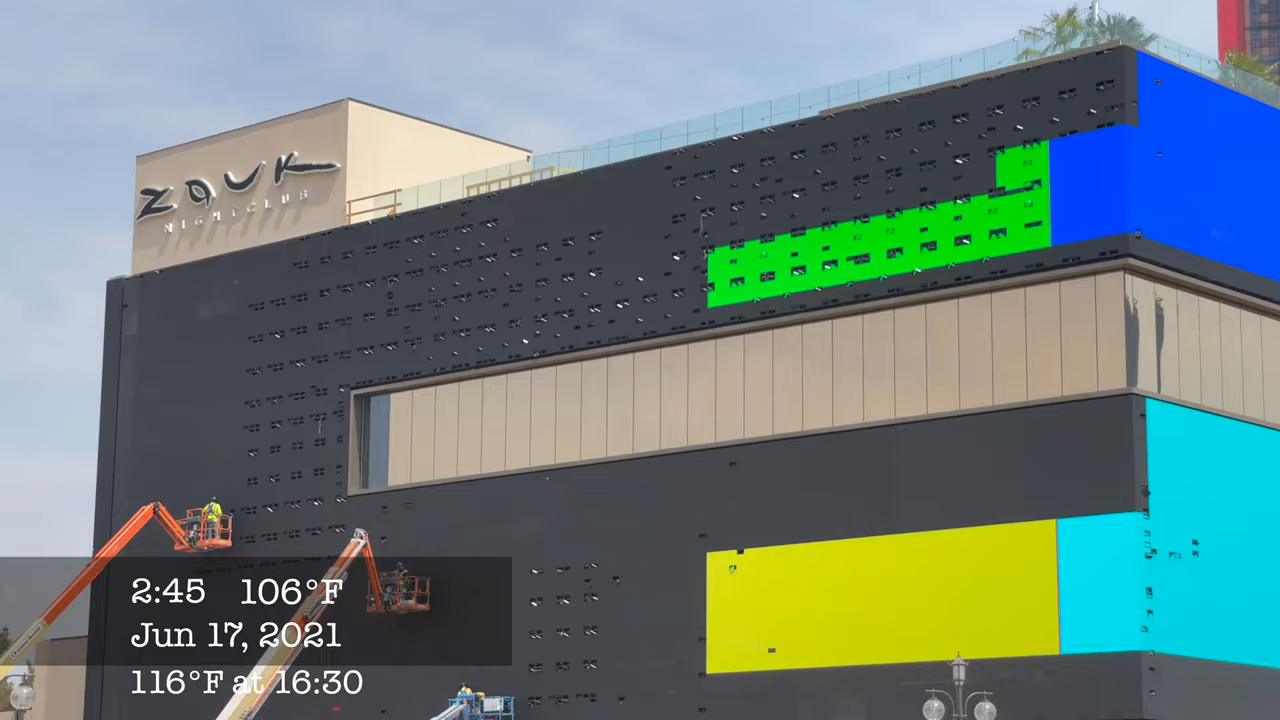 zouk
NIGHTCLUB
2:45 106°F
Jun 17, 2021
116°F at 16:30